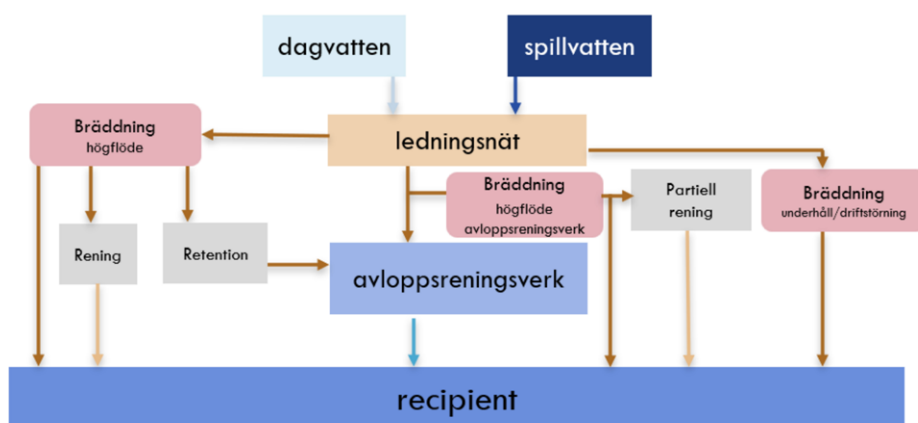 dagvatten
spillvatten
Bräddning
högflöde
ledningsnät
Bräddning
högflöde
avloppsreningsverk
Partiell
rening
Bräddning
underhåll/driftstörning
Rening
Retention
avloppsreningsverk
recipient